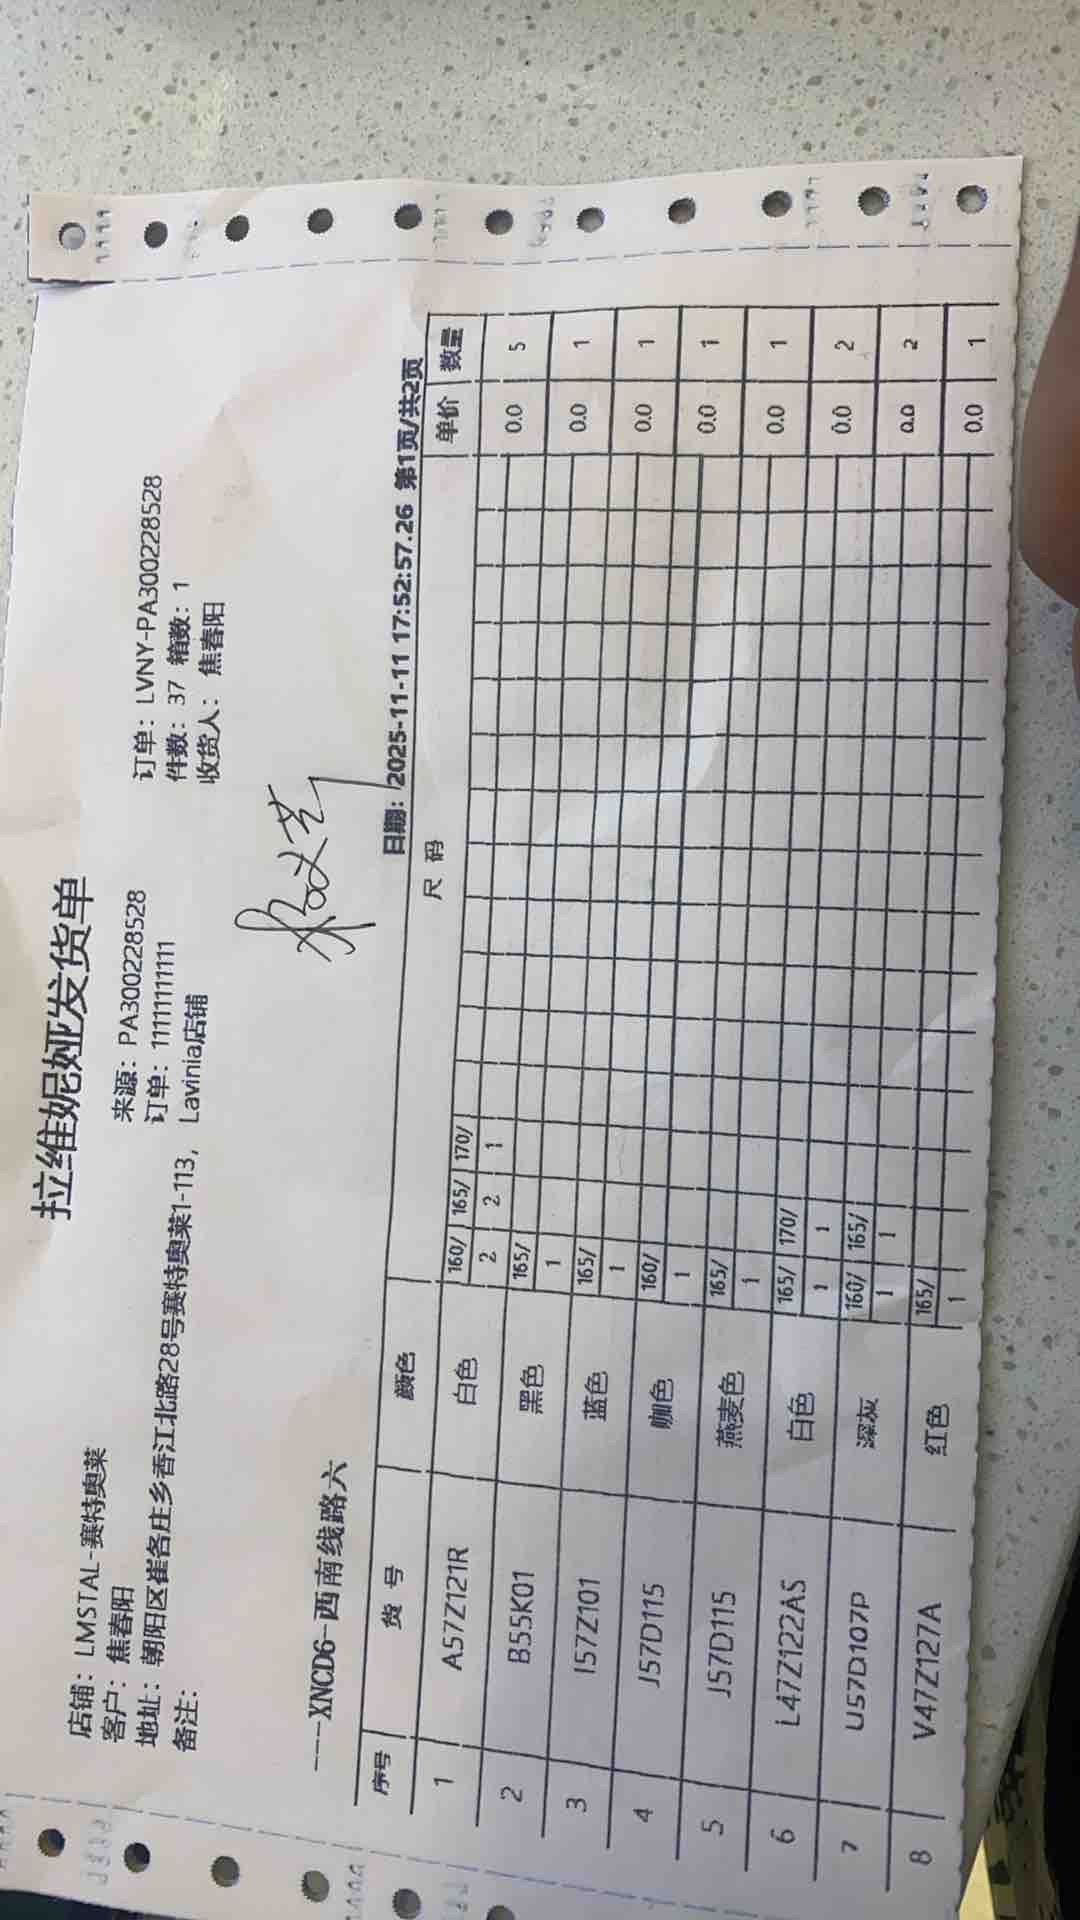 拉维妮娅发货单
店铺：LMSTAL-赛特奥莱 来源：PA300228528 订单：LVNY-PA300228528
客户：焦春阳 订单：1111111111 件数：37 箱数：1
地址：朝阳区崔各庄乡香江北路28号赛特奥莱1-113， Lavinia店铺 收货人：焦春阳
备注：
----XNCD6-西南线路六
日期：2025-11-11 17:52:57.26 第1页/共2页
序号 货号 颜色 尺码 单价 数量
160/ 165/ 170/
1 A57Z121R 白色 2 2 1 0.0 5
165/
2 B55K01 黑色 1 0.0 1
165/
3 I57Z101 蓝色 1 0.0 1
160/
4 J57D115 咖色 1 0.0 1
165/
5 J57D115 燕麦色 1 0.0 1
165/ 170/
6 L47Z122AS 白色 1 1 0.0 2
160/ 165/
7 U57D107P 深灰 1 1 0.0 2
165/
8 V47Z127A 红色 1 0.0 1